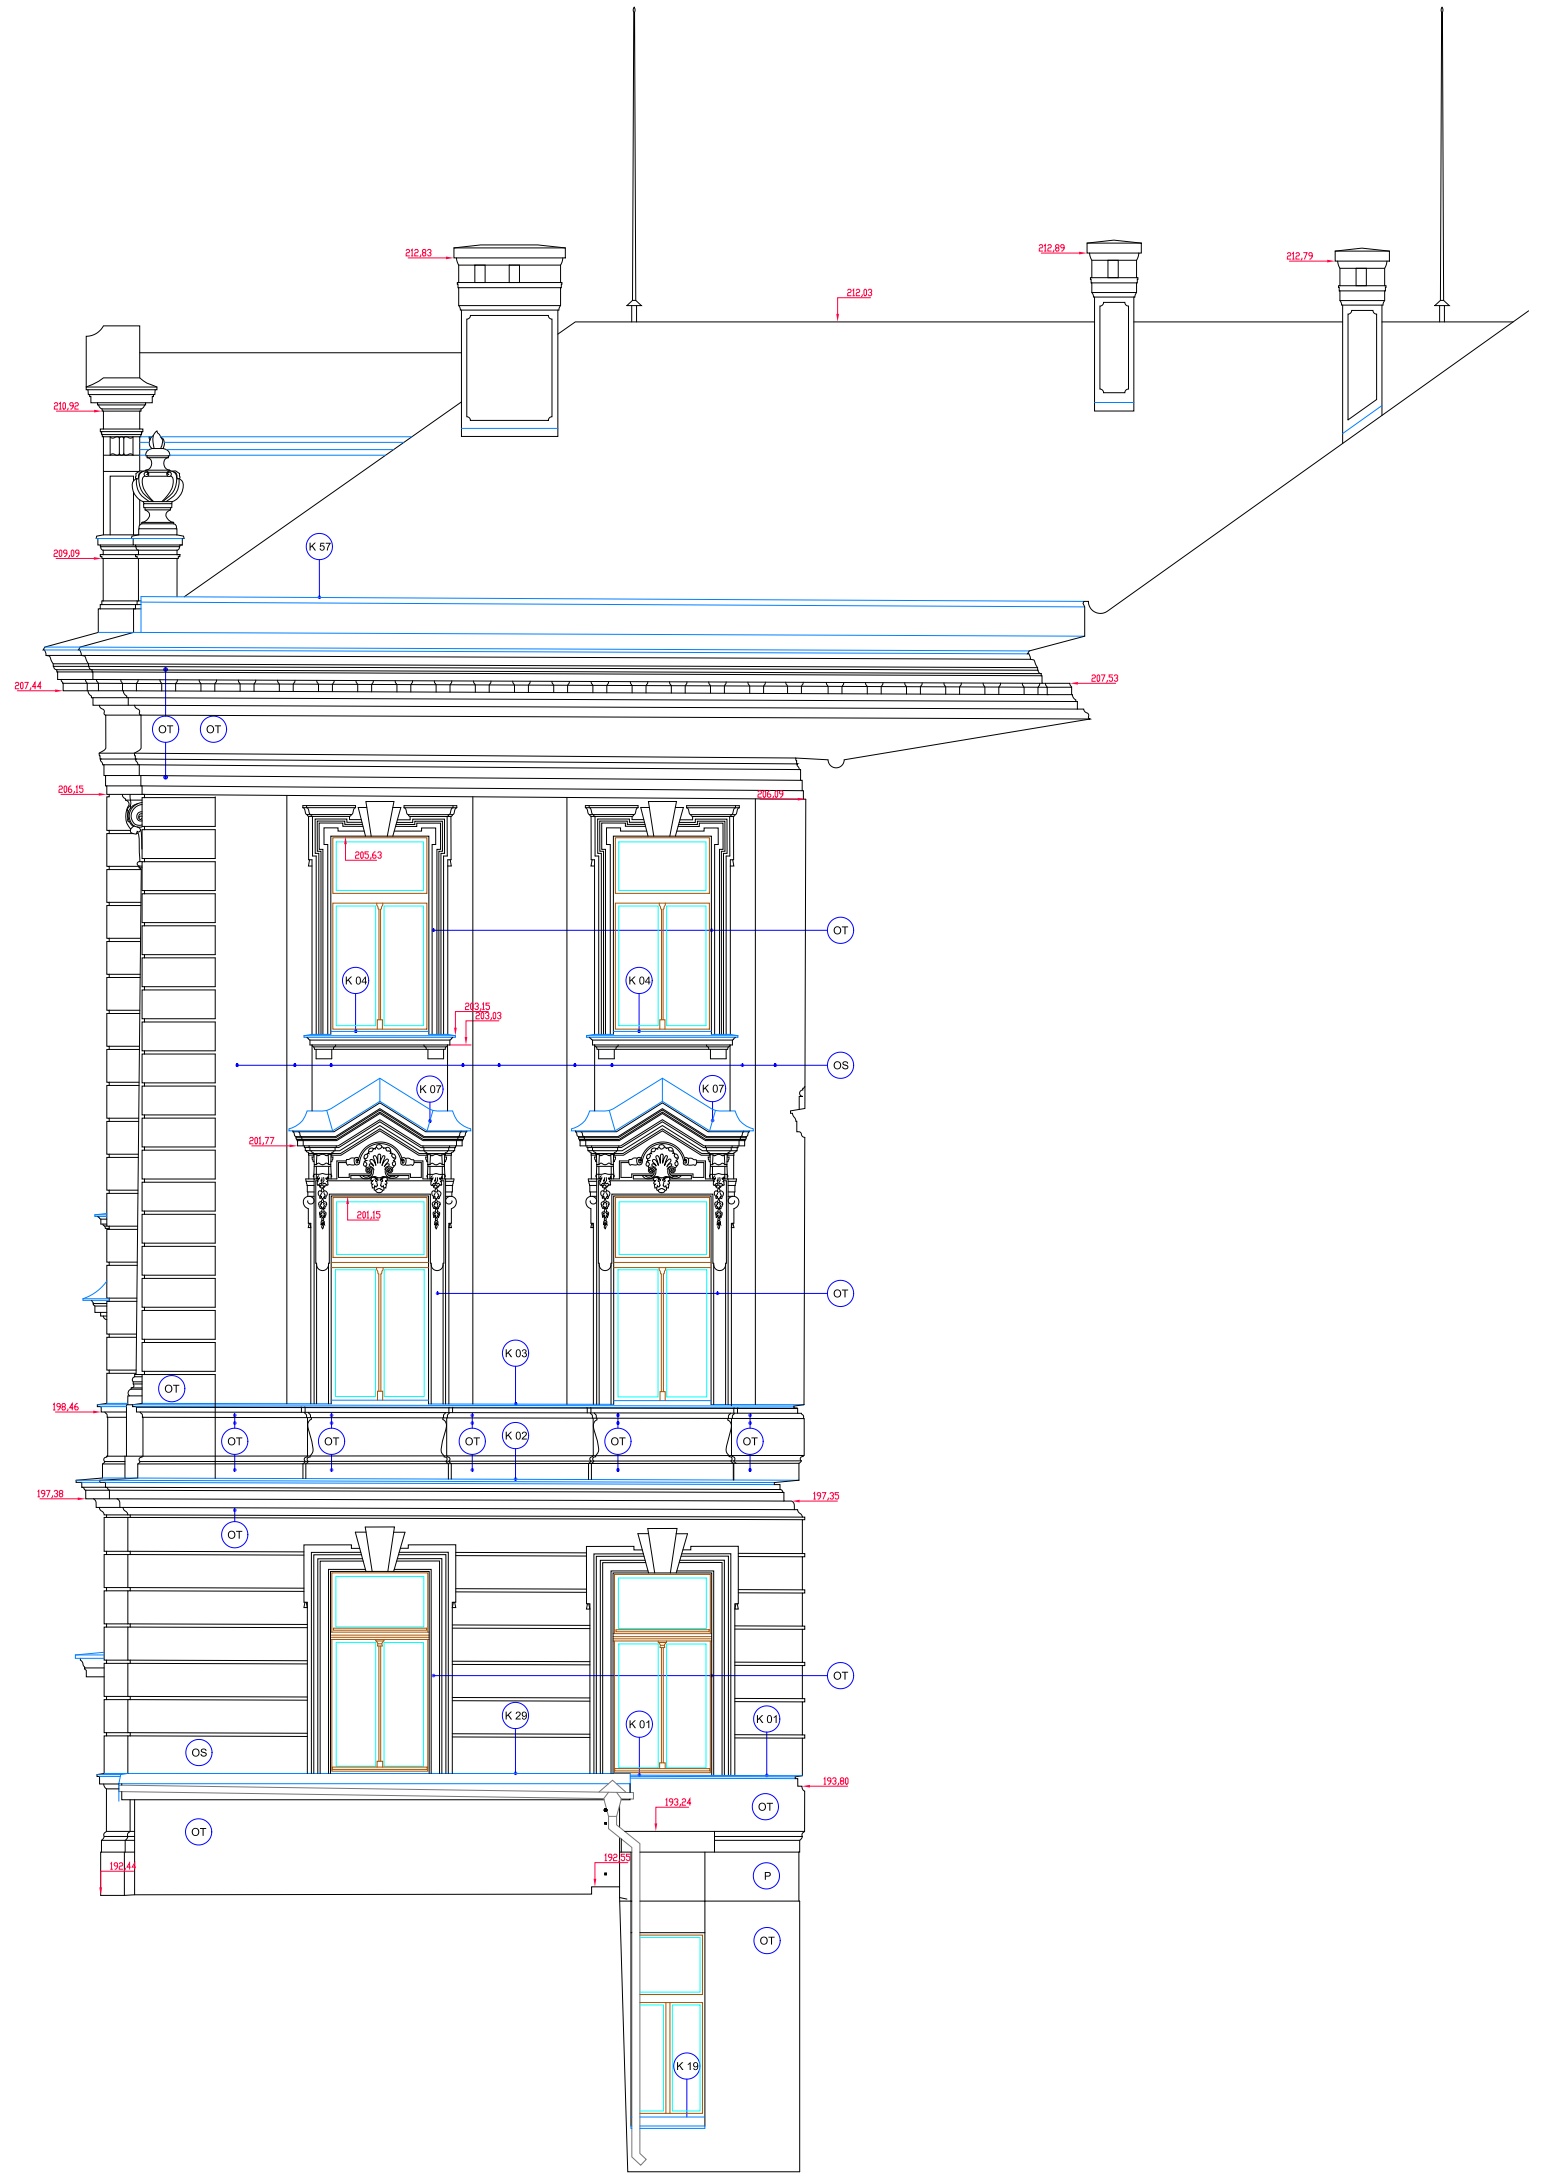 212,83
212,89
212,79
212,03
210,92
209,09
K 57
207,44
207,53
OT
OT
206,15
206,09
205,63
OT
K 04
K 04
203,15
203,03
OS
K 07
K 07
201,77
201,15
OT
K 03
OT
198,46
K 02
OT
OT
OT
OT
OT
197,38
197,35
OT
OT
K 29
K 01
K 01
OS
193,80
193,24
OT
OT
192,44
192,55
P
OT
K 19